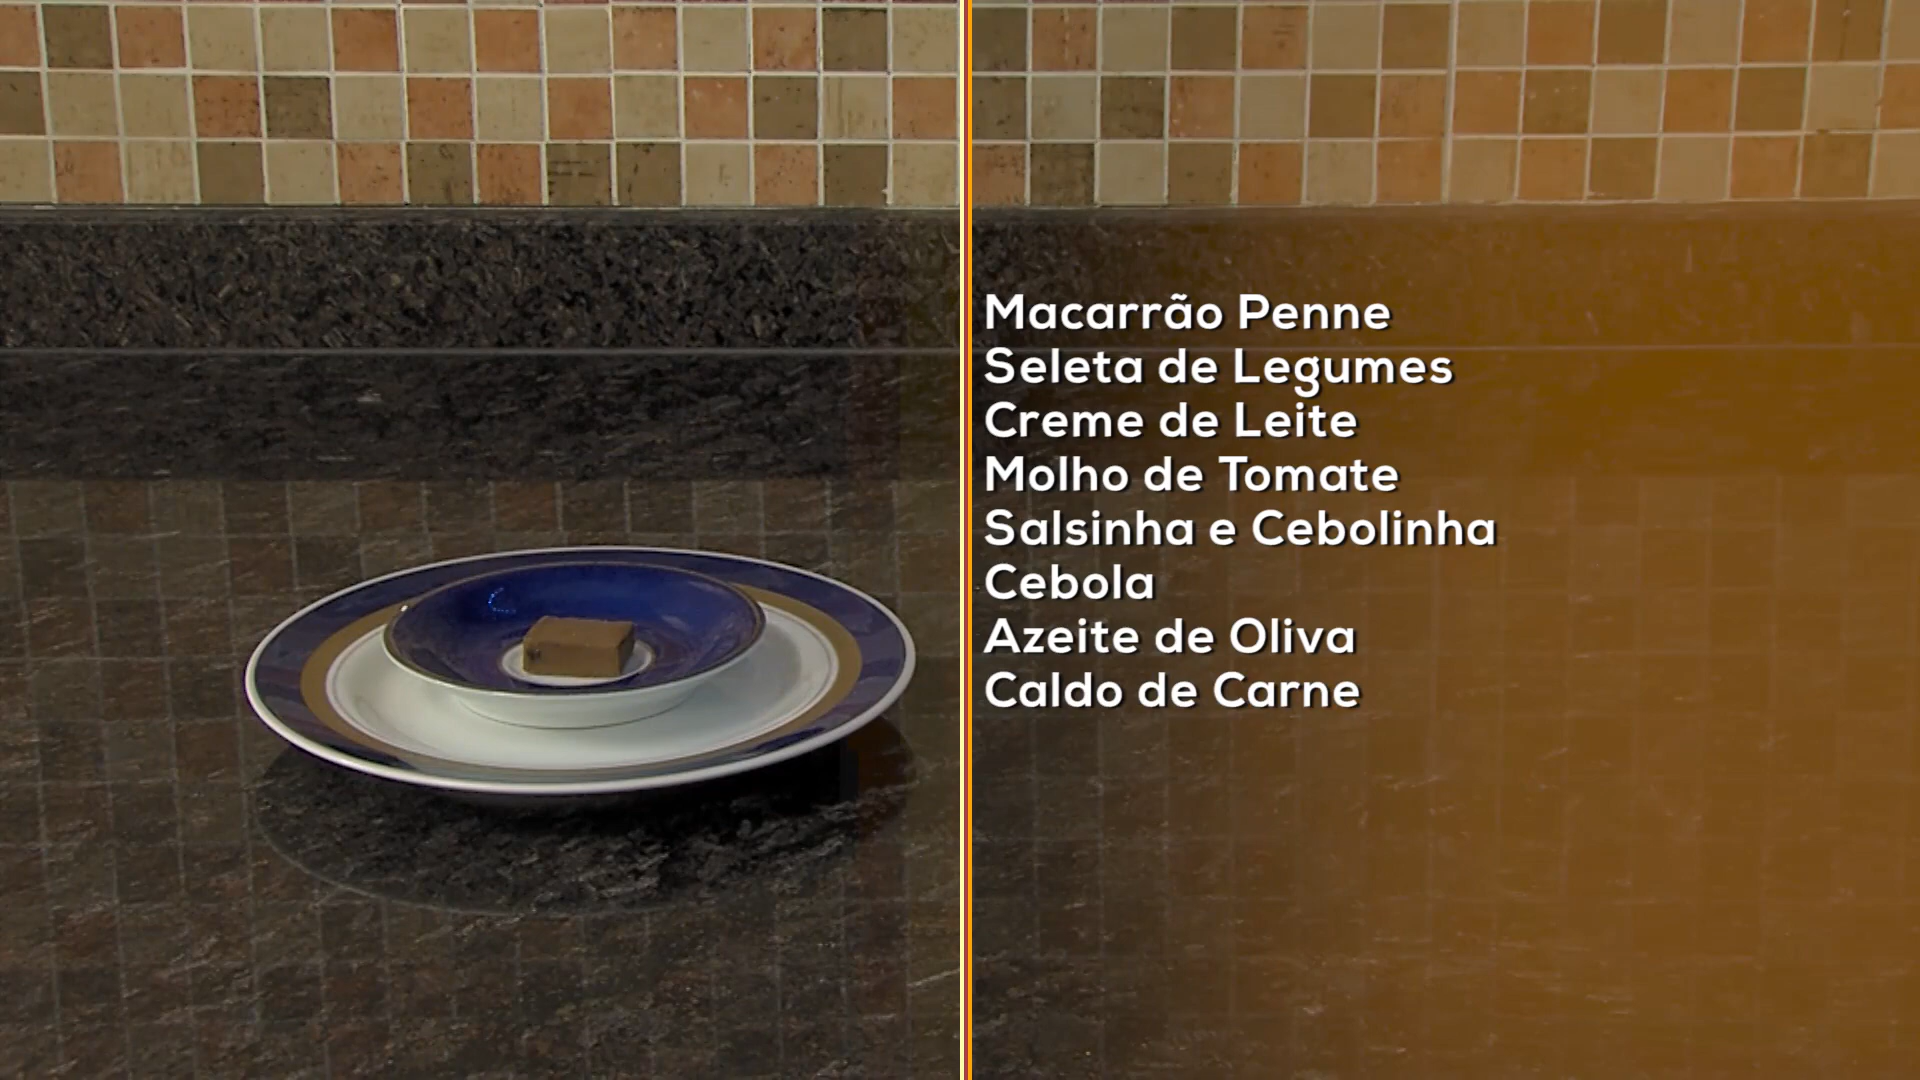 Macarrão Penne
Seleta de Legumes
Creme de Leite
Molho de Tomate
Salsinha e Cebolinha
Cebola
Azeite de Oliva
Caldo de Carne